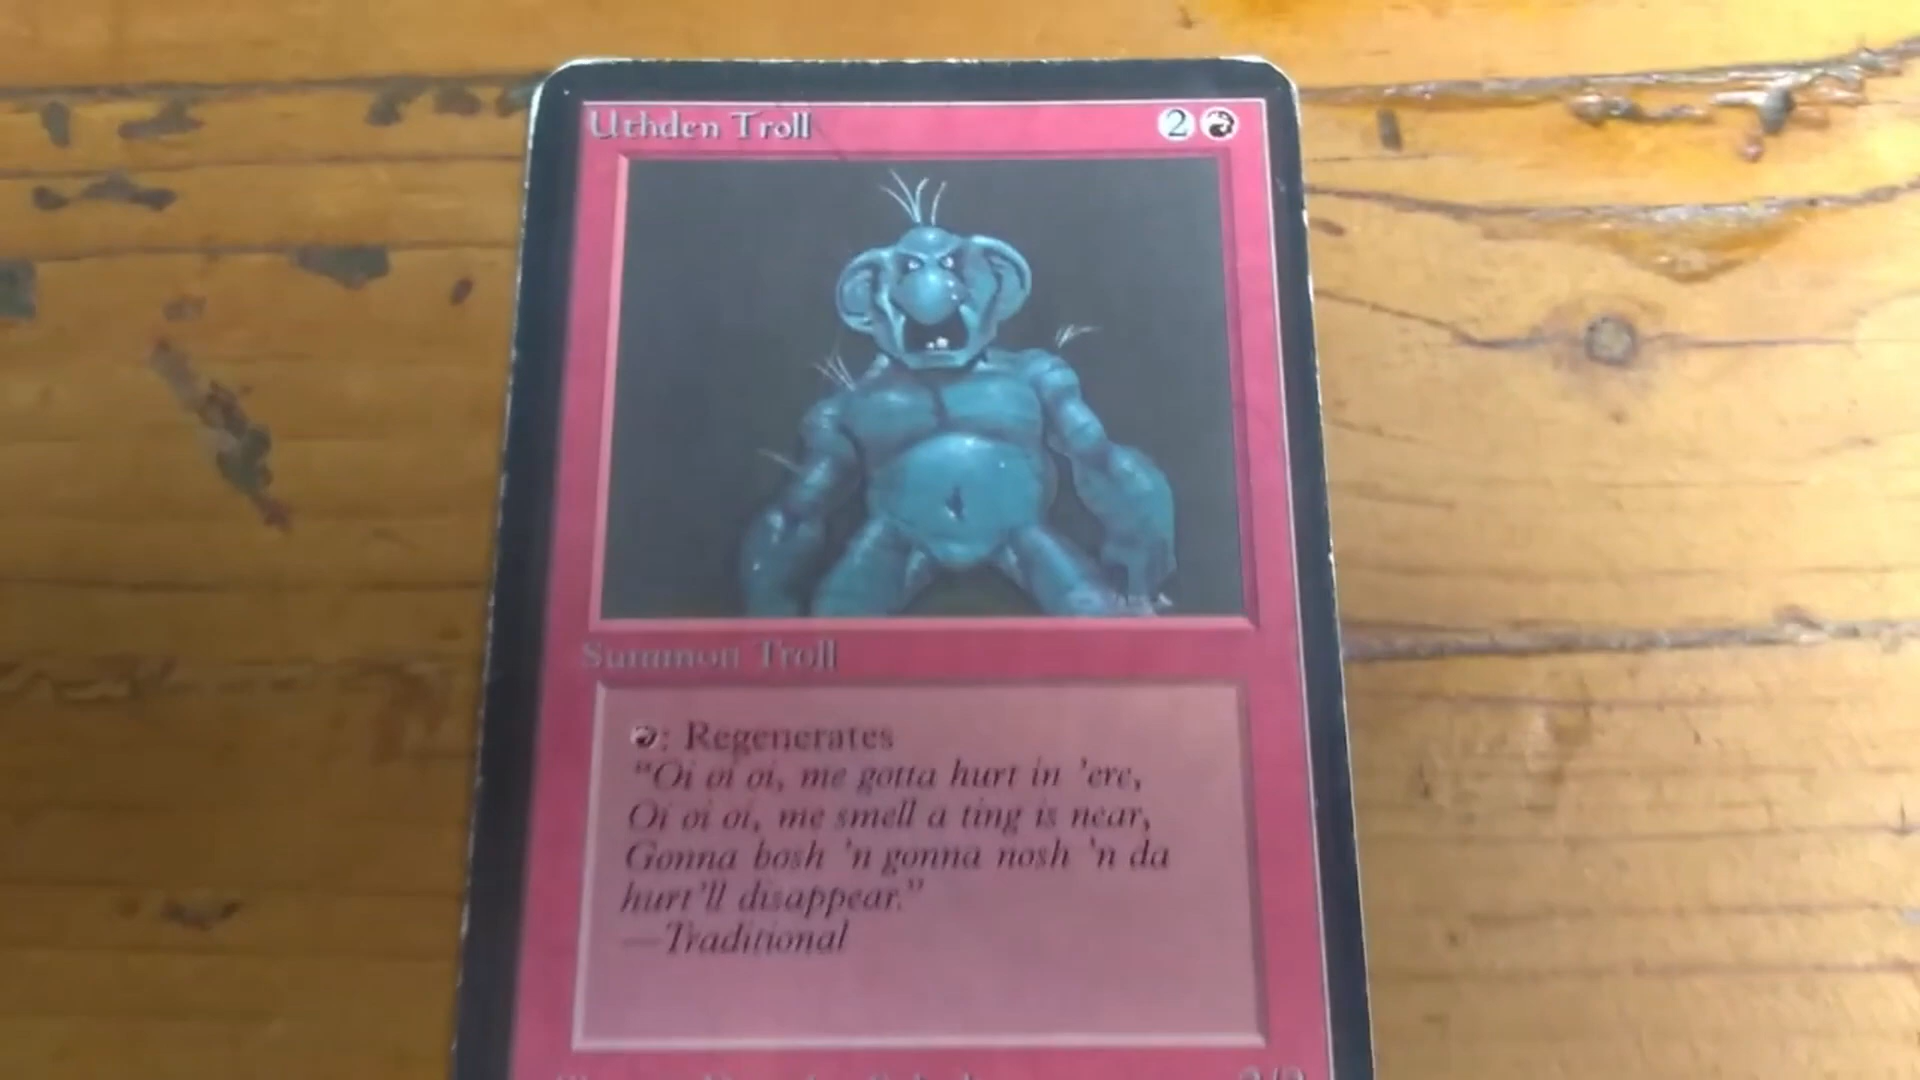 Uthden Troll 2
Summon Troll
: Regenerates
"Oi oi oi, me gotta hurt in 'ere,
Oi oi oi, me smell a ting is near,
Gonna bosh 'n gonna nosh 'n da
hurt'll disappear."
—Traditional